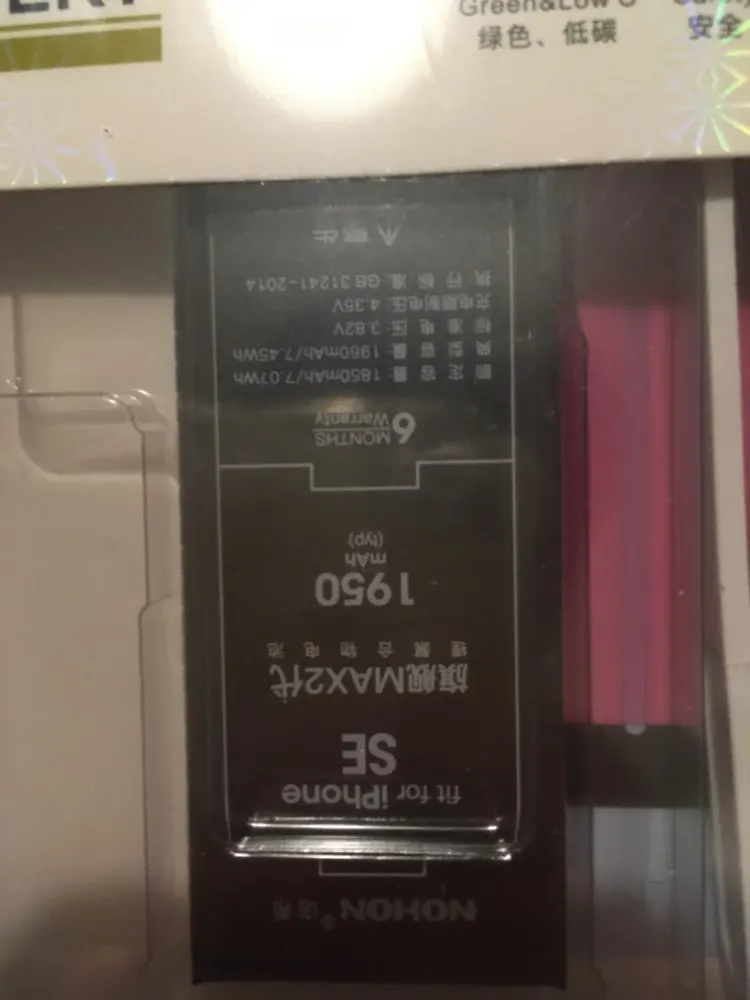 Green&Low C
绿色、低碳
安全
NOHON®诺希
fit for iPhone
SE
旗舰MAX2代
锂聚合物电池
1950
mAh
(typ)
6 MONTHS
Warranty
额定容量: 1850mAh/7.07Wh
典型容量: 1950mAh/7.45Wh
标准电压: 3.82V
充电限制电压: 4.35V
执行标准: GB 31241-2014